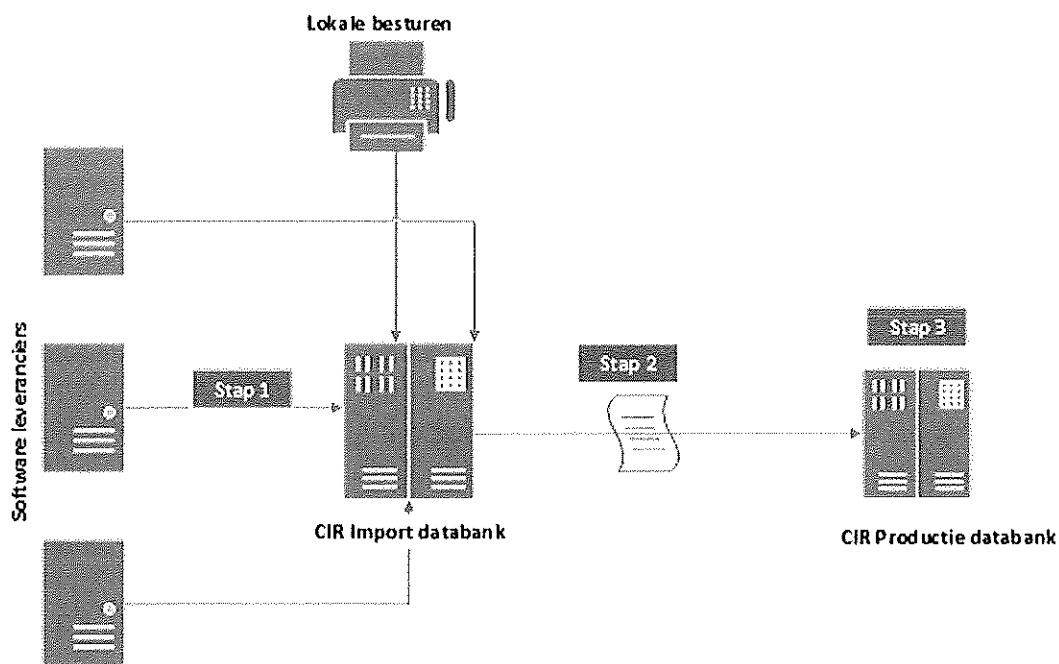 Lokale besturen
Software leveranciers
Stap 1
Stap 2
Stap 3
CIR Import databank
CIR Productie databank